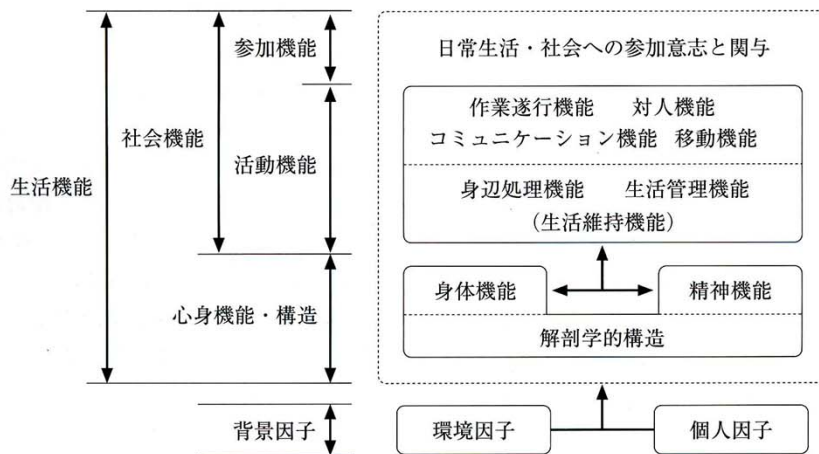 参加機能
日常生活・社会への参加意志と関与
作業遂行機能 対人機能
コミュニケーション機能 移動機能
社会機能
活動機能
生活機能
身辺処理機能 生活管理機能
(生活維持機能)
身体機能
精神機能
心身機能・構造
解剖学的構造
背景因子
環境因子
個人因子